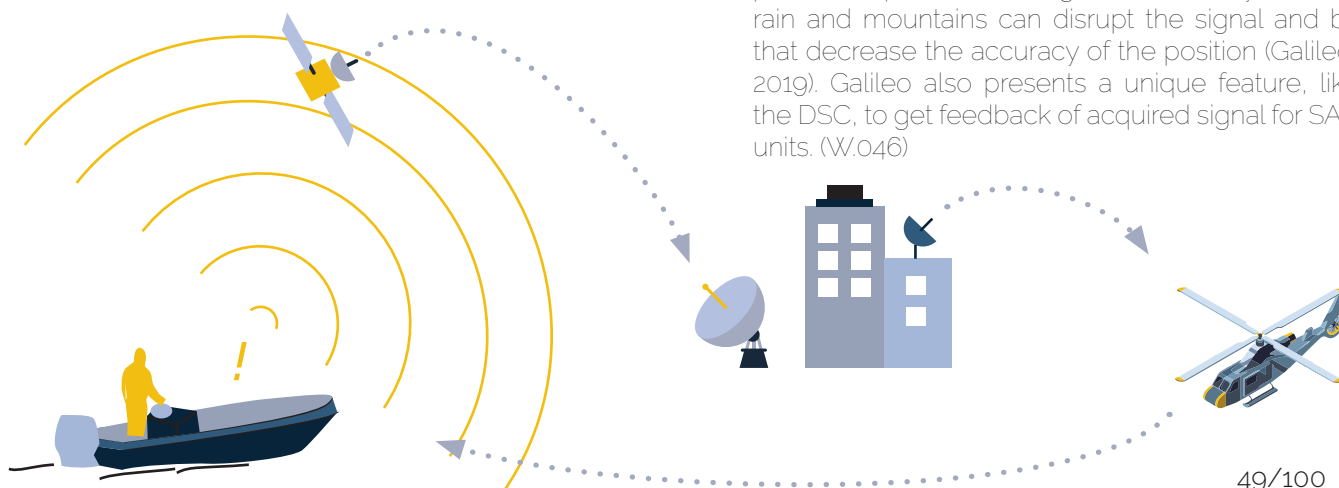 rain and mountains can disrupt the signal and b
that decrease the accuracy of the position (Galileo
2019). Galileo also presents a unique feature, lik
the DSC, to get feedback of acquired signal for SA
units. (W.046)
!
49/100